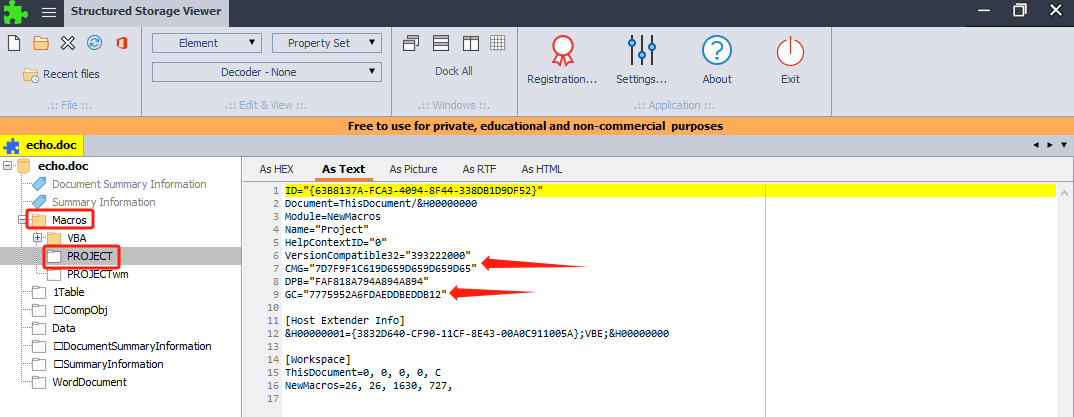 Structured Storage Viewer
Recent files
.:: File ::.
Element
Property Set
Decoder - None
.:: Edit & View ::.
Dock All
.:: Windows ::.
Registration...
Settings...
About
Exit
.:: Application ::.
Free to use for private, educational and non-commercial purposes
echo.doc
echo.doc
Document Summary Information
Summary Information
Macros
VBA
PROJECT
PROJECTwm
1Table
□CompObj
Data
□DocumentSummaryInformation
□SummaryInformation
WordDocument
As HEX
As Text
As Picture
As RTF
As HTML
1 ID="{63B8137A-FCA3-4094-8F44-338DB1D9DF52}"
2 Document=ThisDocument/&H00000000
3 Module=NewMacros
4 Name="Project"
5 HelpContextID="0"
6 VersionCompatible32="393222000"
7 CMG="7D7F9F1C619D659D659D659D65"
8 DPB="FAF818A794A894A894"
9 GC="7775952A6FDAEDDBEDDB12"
10
11 [Host Extender Info]
12 &H00000001={3832D640-CF90-11CF-8E43-00A0C911005A};VBE;&H00000000
13
14 [Workspace]
15 ThisDocument=0, 0, 0, 0, C
16 NewMacros=26, 26, 1630, 727,
17